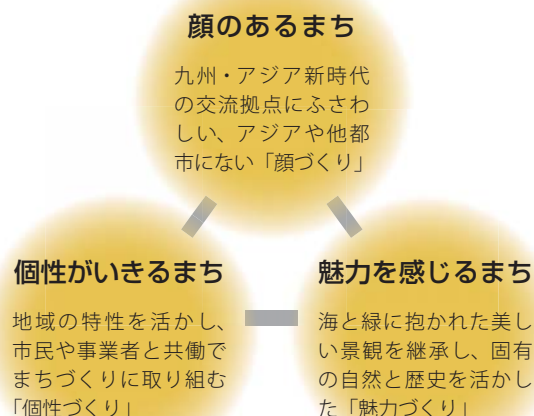 顔のあるまち
九州・アジア新時代
の交流拠点にふさわ
しい、アジアや他都
市にない「顔づくり」
個性がいきるまち
地域の特性を活かし、
市民や事業者と共働で
まちづくりに取り組む
「個性づくり」
魅力を感じるまち
海と緑に抱かれた美し
い景観を継承し、固有
の自然と歴史を活かし
た「魅力づくり」